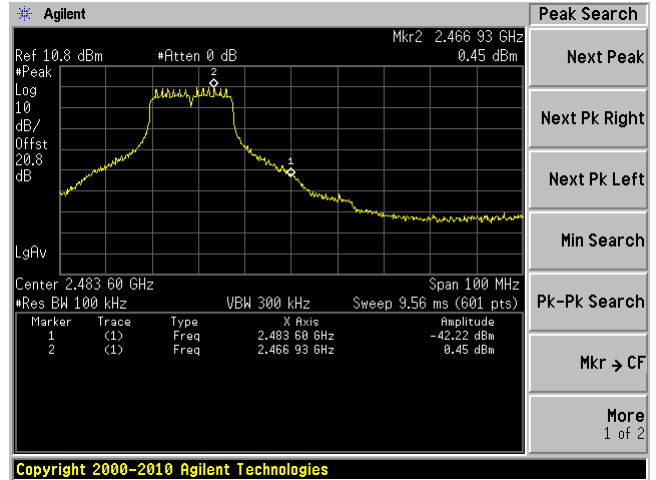 Agilent
Peak Search
Mkr2 2.466 93 GHz
Ref 10.8 dBm #Atten 0 dB 0.45 dBm
#Peak
Log
10
dB/
Offst
20.8
dB
LgAv
2
1
Center 2.483 60 GHz Span 100 MHz
#Res BW 100 kHz VBW 300 kHz Sweep 9.56 ms (601 pts)
Marker Trace Type X Axis Amplitude
1 (1) Freq 2.483 60 GHz -42.22 dBm
2 (1) Freq 2.466 93 GHz 0.45 dBm
Next Peak
Next Pk Right
Next Pk Left
Min Search
Pk-Pk Search
Mkr → CF
More
1 of 2
Copyright 2000-2010 Agilent Technologies